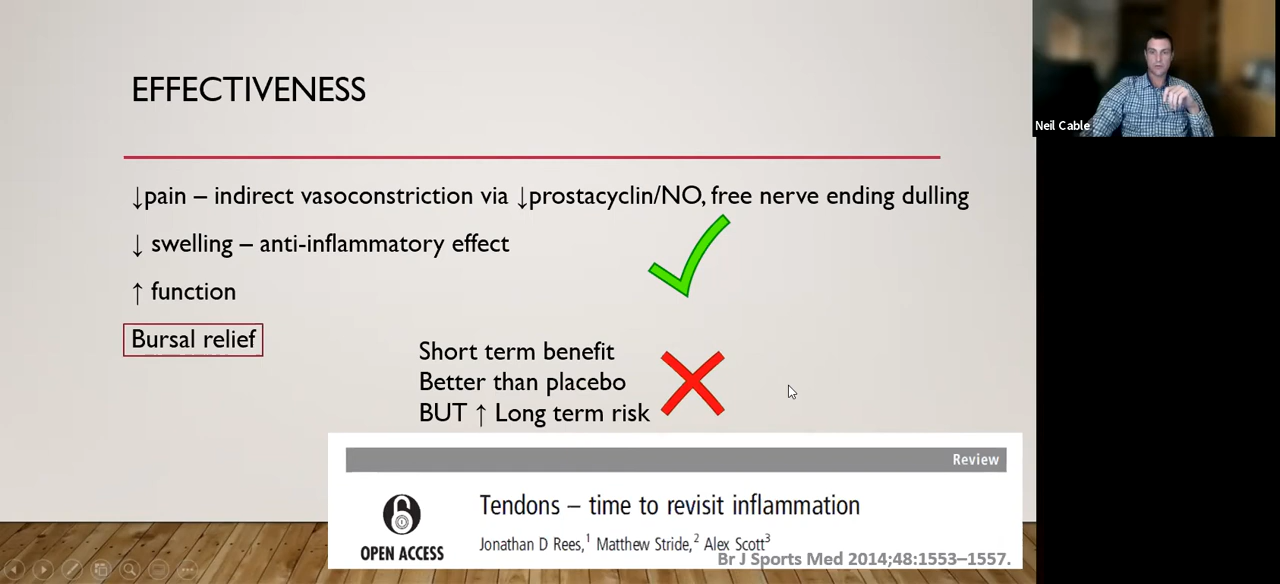 EFFECTIVENESS
↓pain – indirect vasoconstriction via ↓prostacyclin/NO, free nerve ending dulling
↓ swelling – anti-inflammatory effect
↑ function
Bursal relief
Short term benefit
Better than placebo
BUT ↑ Long term risk
Review
Tendons – time to revisit inflammation
OPEN ACCESS
Jonathan D Rees,¹ Matthew Stride,² Alex Scott³
Br J Sports Med 2014;48:1553–1557.
Neil Cable